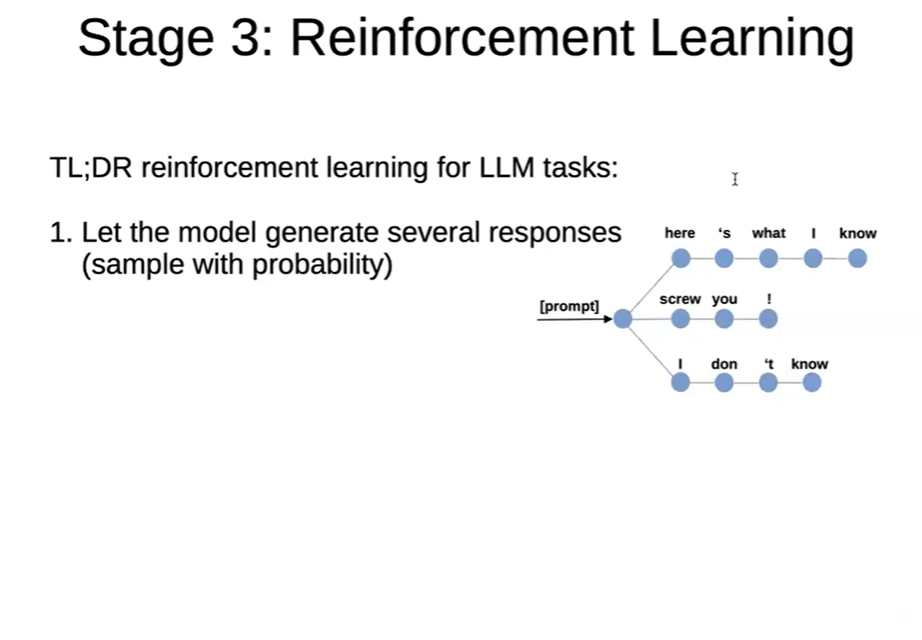 Stage 3: Reinforcement Learning
TL;DR reinforcement learning for LLM tasks:
1. Let the model generate several responses
(sample with probability)
here ‘s what I know
[prompt]
screw you !
I don ‘t know